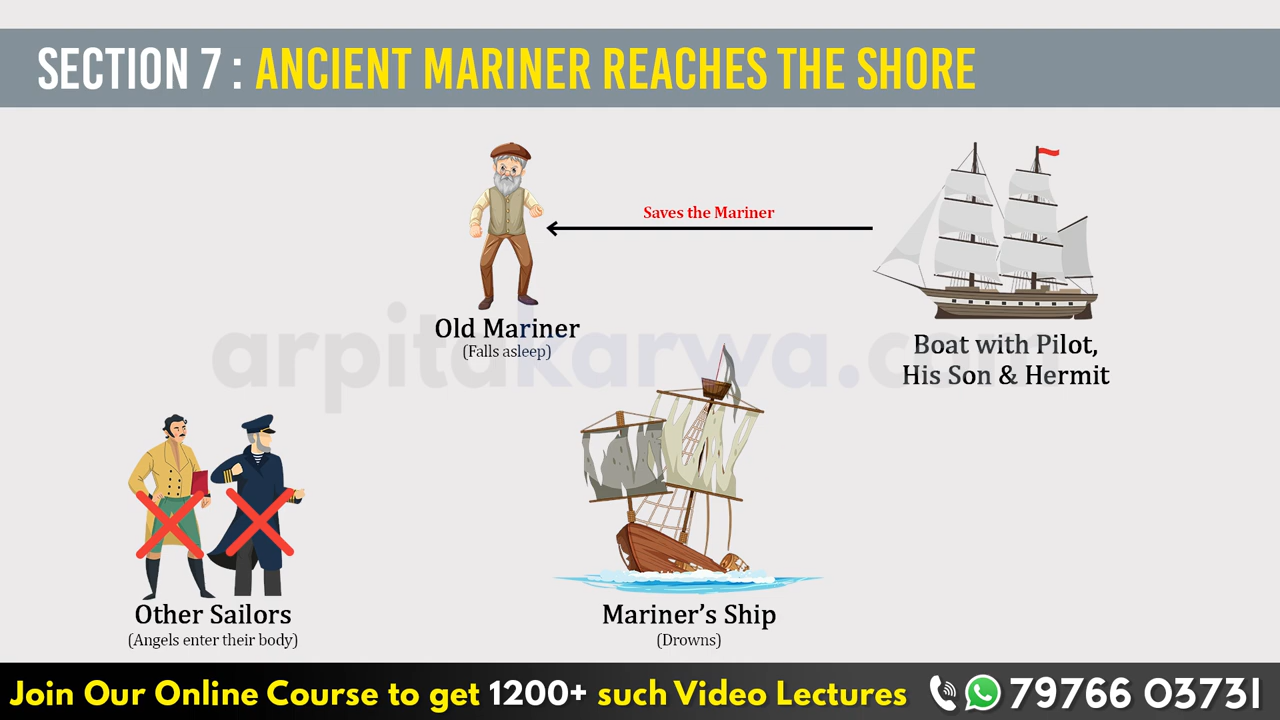 SECTION 7 : ANCIENT MARINER REACHES THE SHORE
Saves the Mariner
Old Mariner
(Falls asleep)
Boat with Pilot,
His Son & Hermit
arpitakarwa.com
Other Sailors
(Angels enter their body)
Mariner's Ship
(Drowns)
Join Our Online Course to get 1200+ such Video Lectures 79766 03731